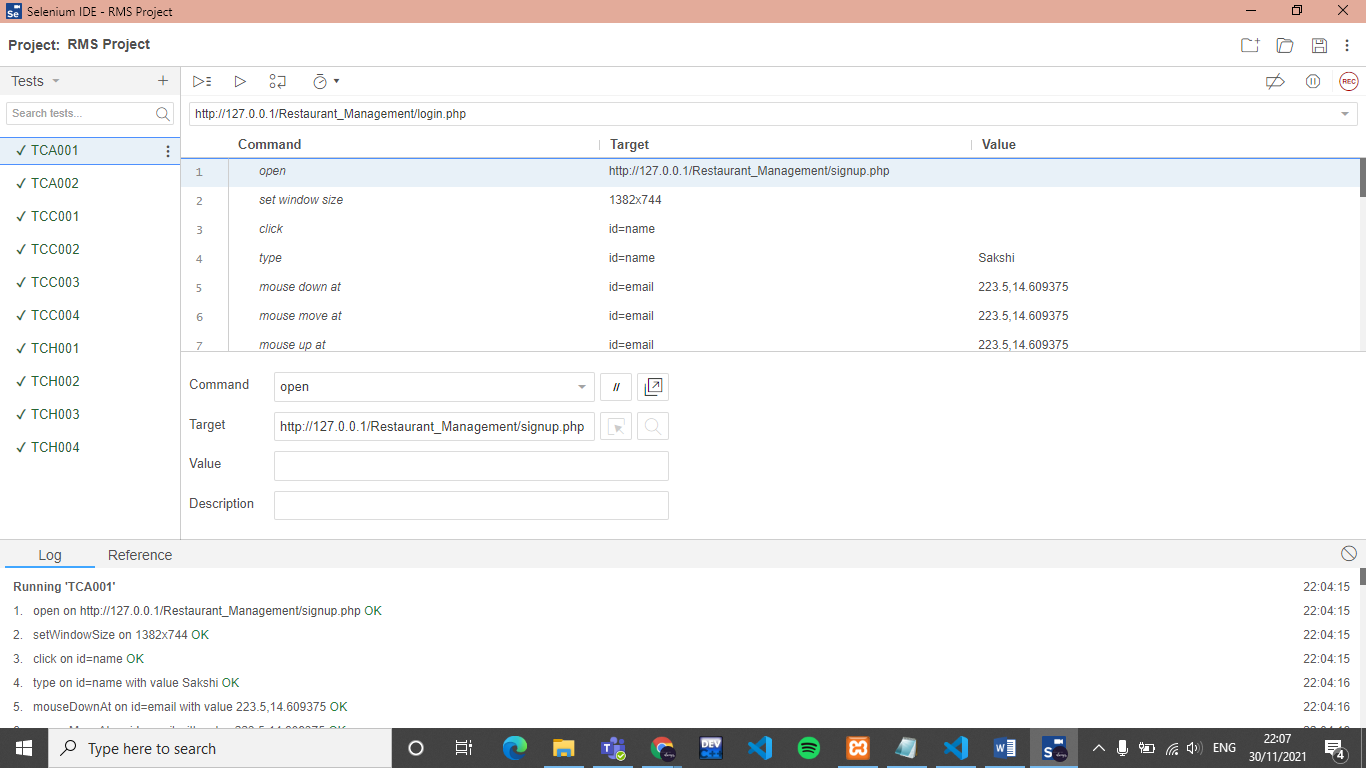 Selenium IDE - RMS Project
Project: RMS Project
Tests
Search tests...
http://127.0.0.1/Restaurant_Management/login.php
REC
Command Target Value
1 open http://127.0.0.1/Restaurant_Management/signup.php
2 set window size 1382x744
3 click id=name
4 type id=name Sakshi
5 mouse down at id=email 223.5,14.609375
6 mouse move at id=email 223.5,14.609375
7 mouse up at id=email 223.5,14.609375
✓ TCA001
✓ TCA002
✓ TCC001
✓ TCC002
✓ TCC003
✓ TCC004
✓ TCH001
✓ TCH002
✓ TCH003
✓ TCH004
Command open //
Target http://127.0.0.1/Restaurant_Management/signup.php
Value
Description
Log Reference
Running 'TCA001' 22:04:15
1. open on http://127.0.0.1/Restaurant_Management/signup.php OK 22:04:15
2. setWindowSize on 1382x744 OK 22:04:15
3. click on id=name OK 22:04:15
4. type on id=name with value Sakshi OK 22:04:16
5. mouseDownAt on id=email with value 223.5,14.609375 OK 22:04:16
Type here to search
DEV
ENG
22:07
30/11/2021
4